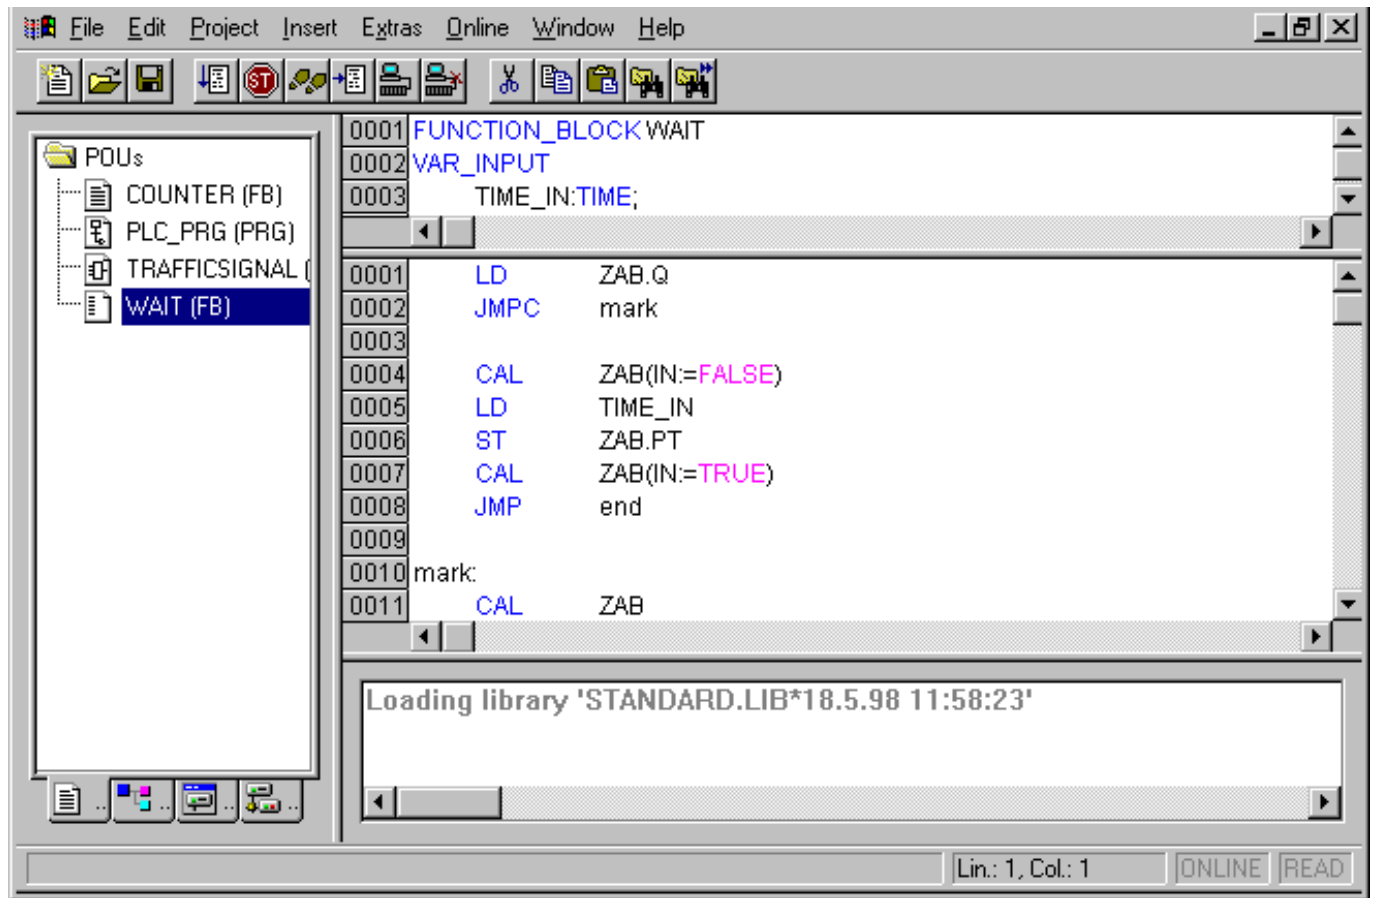 File Edit Project Insert Extras Online Window Help
ST
POUs
COUNTER (FB)
PLC_PRG (PRG)
TRAFFICSIGNAL (
WAIT (FB)
0001 FUNCTION_BLOCK WAIT
0002 VAR_INPUT
0003 TIME_IN:TIME;
0001 LD ZAB.Q
0002 JMPC mark
0003
0004 CAL ZAB(IN:=FALSE)
0005 LD TIME_IN
0006 ST ZAB.PT
0007 CAL ZAB(IN:=TRUE)
0008 JMP end
0009
0010 mark:
0011 CAL ZAB
Loading library 'STANDARD.LIB*18.5.98 11:58:23'
.. .. .. ..
Lin.: 1, Col.: 1 ONLINE READ